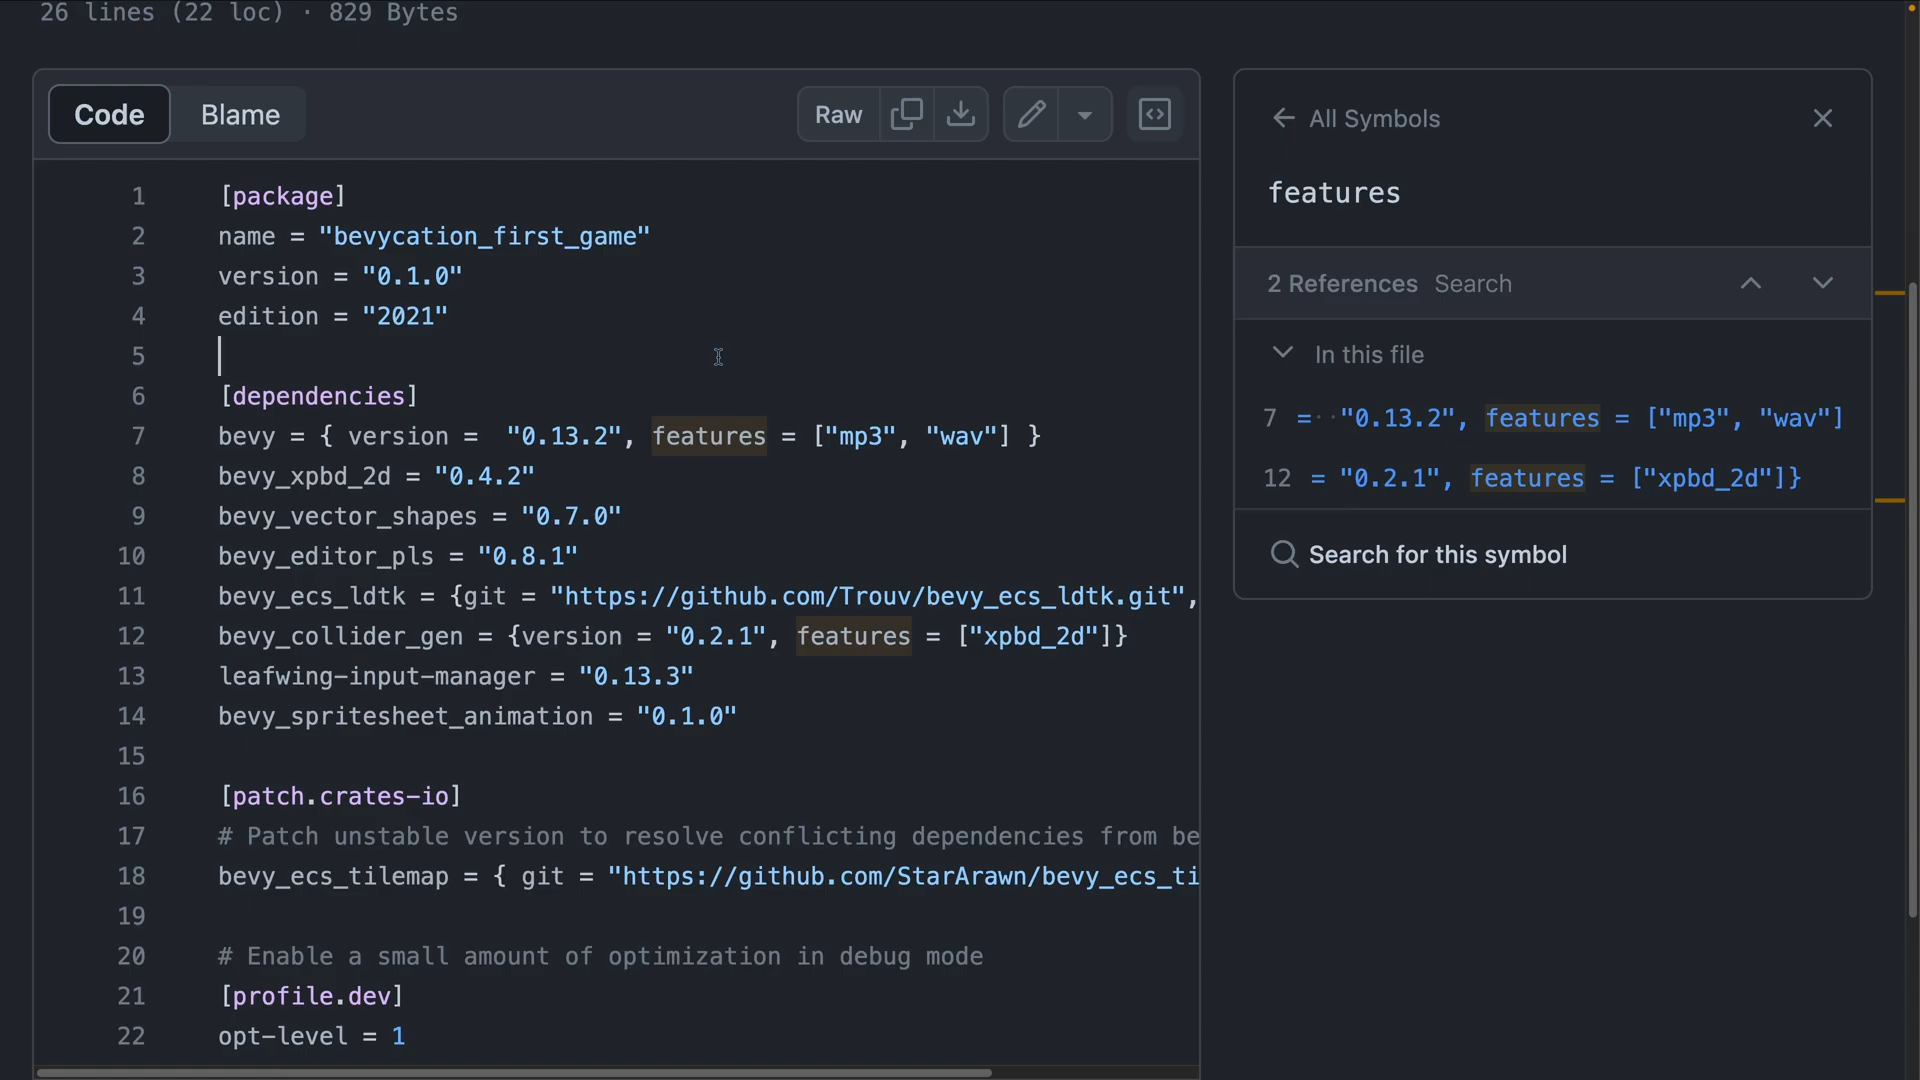 26 lines (22 loc) · 829 Bytes
Code
Blame
Raw
1 [package]
2 name = "bevycation_first_game"
3 version = "0.1.0"
4 edition = "2021"
5
6 [dependencies]
7 bevy = { version =  "0.13.2", features = ["mp3", "wav"] }
8 bevy_xpbd_2d = "0.4.2"
9 bevy_vector_shapes = "0.7.0"
10 bevy_editor_pls = "0.8.1"
11 bevy_ecs_ldtk = {git = "https://github.com/Trouv/bevy_ecs_ldtk.git",
12 bevy_collider_gen = {version = "0.2.1", features = ["xpbd_2d"]}
13 leafwing-input-manager = "0.13.3"
14 bevy_spritesheet_animation = "0.1.0"
15
16 [patch.crates-io]
17 # Patch unstable version to resolve conflicting dependencies from be
18 bevy_ecs_tilemap = { git = "https://github.com/StarArawn/bevy_ecs_ti
19
20 # Enable a small amount of optimization in debug mode
21 [profile.dev]
22 opt-level = 1
← All Symbols
features
2 References Search
In this file
7 =··"0.13.2", features = ["mp3", "wav"]
12 = "0.2.1", features = ["xpbd_2d"]}
Search for this symbol